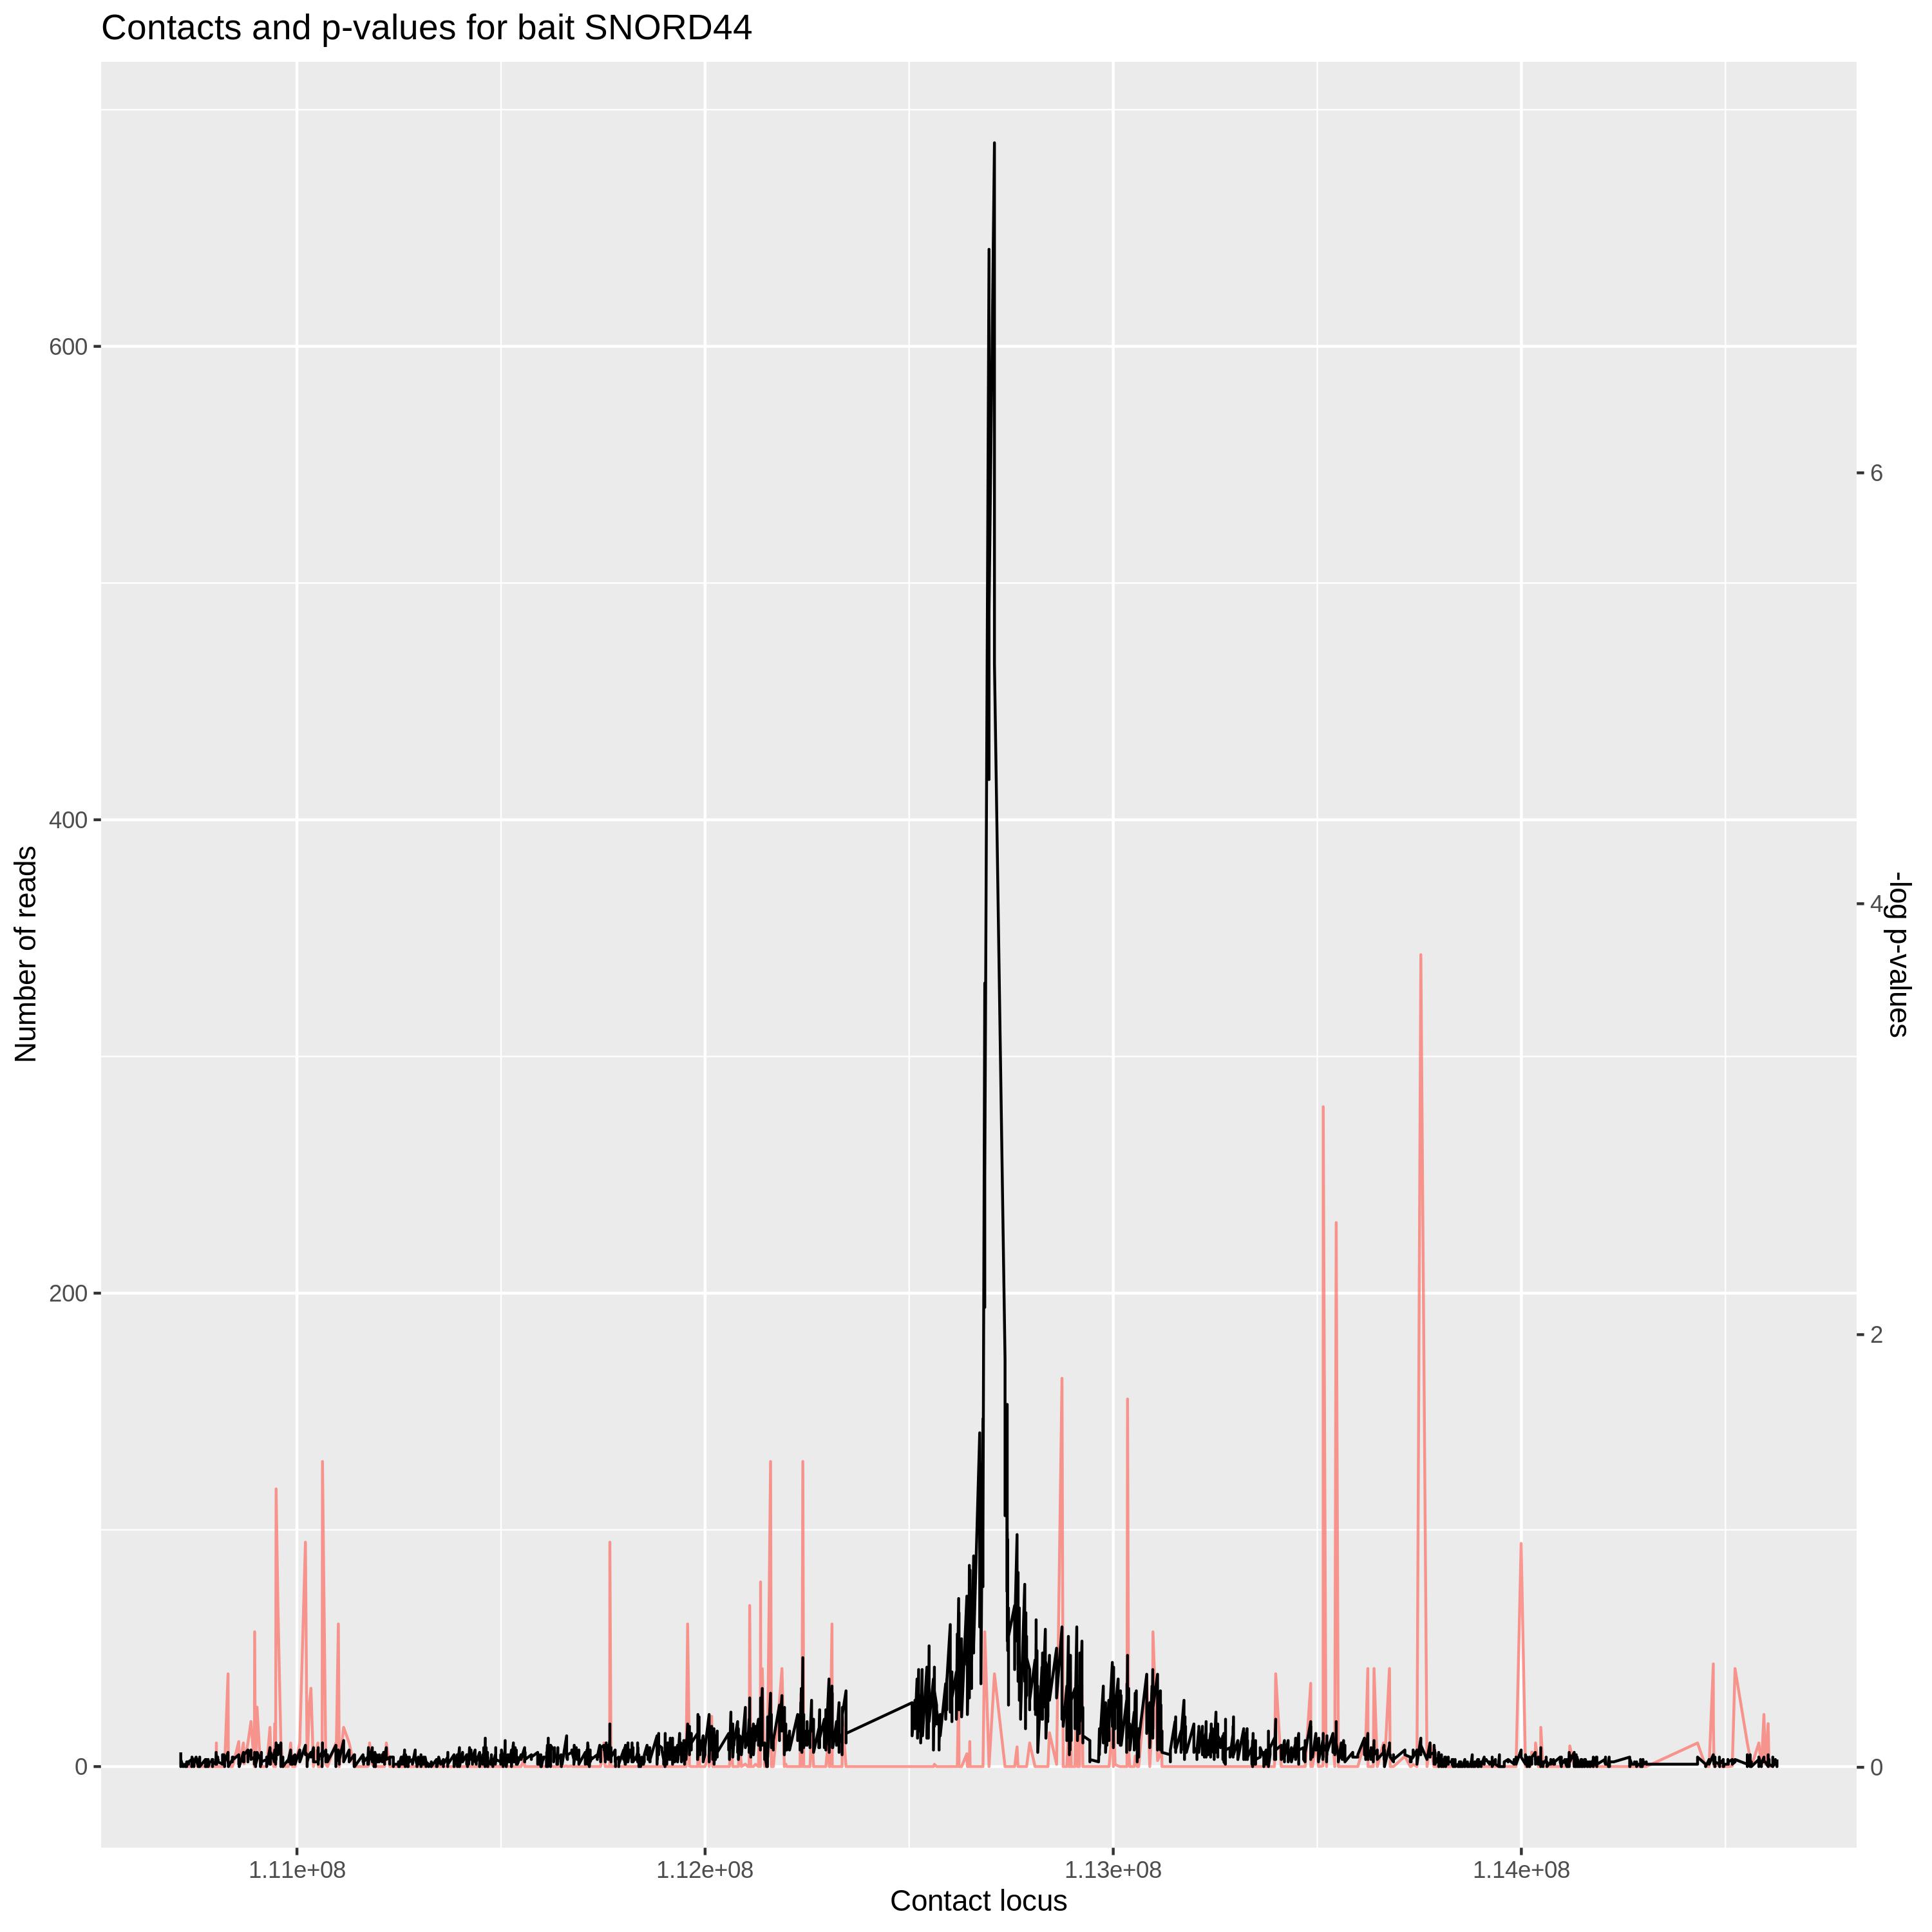 Contacts and p-values for bait SNORD44
600
400
200
0
Number of reads
6
4
2
0
-log p-values
1.11e+08
1.12e+08
1.13e+08
1.14e+08
Contact locus